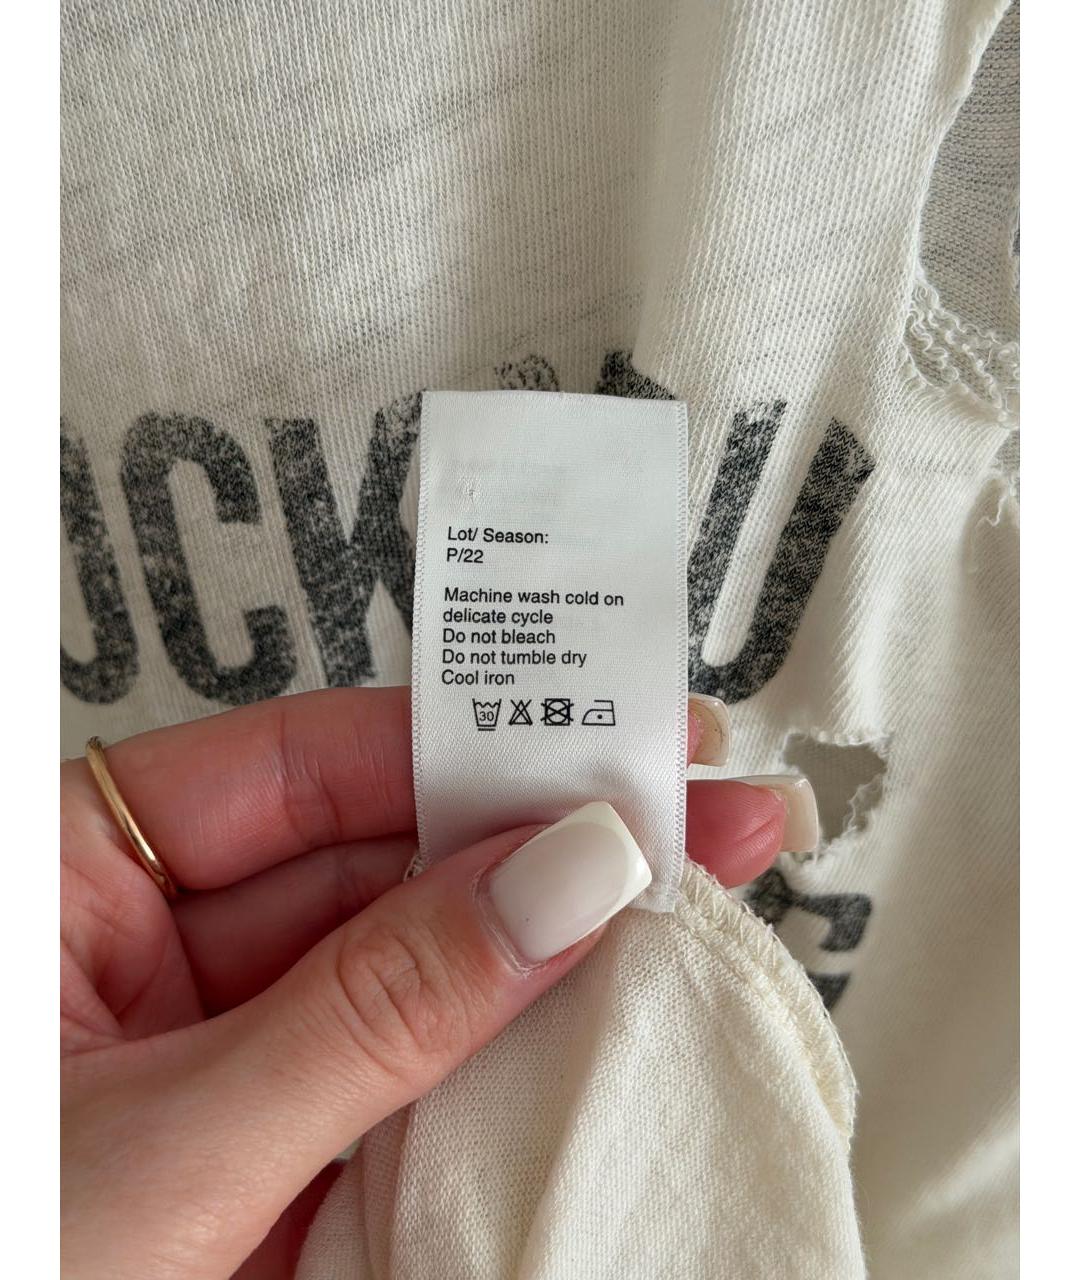 UCK U
Lot/ Season:
P/22
Machine wash cold on
delicate cycle
Do not bleach
Do not tumble dry
Cool iron
30